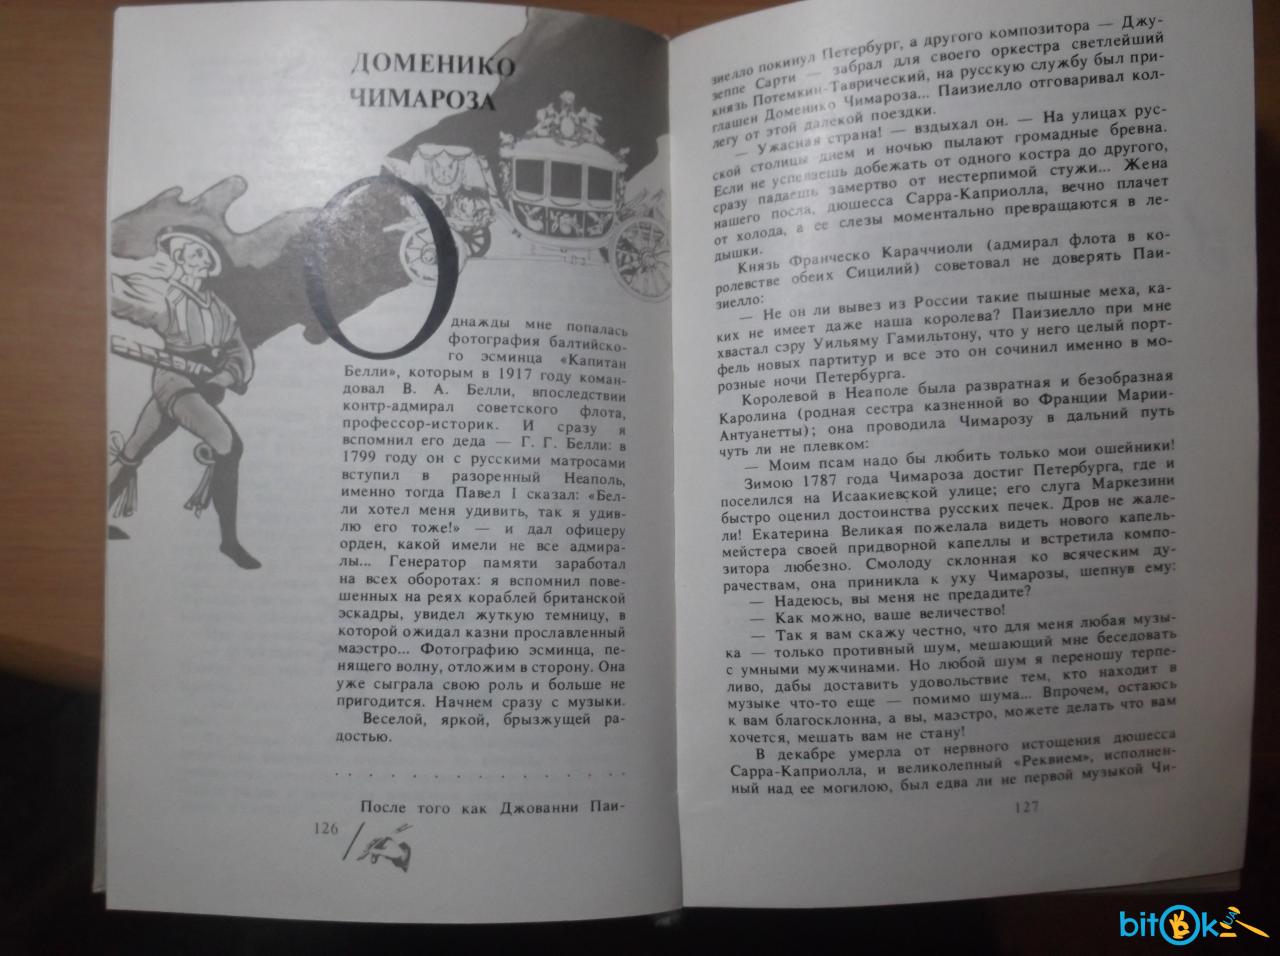 ДОМЕНИКО
ЧИМАРОЗА
Однажды мне попалась
фотография балтийско-
го эсминца «Капитан
Белли», которым в 1917 году коман-
довал В. А. Белли, впоследствии
контр-адмирал советского флота,
профессор-историк. И сразу я
вспомнил его деда — Г. Г. Белли: в
1799 году он с русскими матросами
вступил в разоренный Неаполь,
именно тогда Павел I сказал: «Бел-
ли хотел меня удивить, так я удив-
лю его тоже!» — и дал офицеру
орден, какой имели не все адмира-
лы... Генератор памяти заработал
на всех оборотах: я вспомнил пове-
шенных на реях кораблей британской
эскадры, увидел жуткую темницу, в
которой ожидал казни прославленный
маэстро... Фотографию эсминца, пе-
нящего волну, отложим в сторону. Она
уже сыграла свою роль и больше не
пригодится. Начнем сразу с музыки.
Веселой, яркой, брызжущей ра-
достью.
. . . . . . . . . . . . . . . .
После того как Джованни Паи-
126
зиелло покинул Петербург, а другого композитора — Джу-
зеппе Сарти — забрал для своего оркестра светлейший
князь Потемкин-Таврический, на русскую службу был при-
глашен Доменико Чимароза... Паизиелло отговаривал кол-
легу от этой далекой поездки.
— Ужасная страна! — вздыхал он. — На улицах рус-
ской столицы днем и ночью пылают громадные бревна.
Если не успеваешь добежать от одного костра до другого,
сразу падаешь замертво от нестерпимой стужи... Жена
нашего посла, дюшесса Сарра-Каприолла, вечно плачет
от холода, а ее слезы моментально превращаются в ле-
дышки.
Князь Франческо Караччиоли (адмирал флота в ко-
ролевстве обеих Сицилий) советовал не доверять Паи-
зиелло:
— Не он ли вывез из России такие пышные меха, ка-
ких не имеет даже наша королева? Паизиелло при мне
хвастал сэру Уильяму Гамильтону, что у него целый порт-
фель новых партитур и все это он сочинил именно в мо-
розные ночи Петербурга.
Королевой в Неаполе была развратная и безобразная
Каролина (родная сестра казненной во Франции Марии-
Антуанетты); она проводила Чимарозу в дальний путь
чуть ли не плевком:
— Моим псам надо бы любить только мои ошейники!
Зимою 1787 года Чимароза достиг Петербурга, где и
поселился на Исаакиевской улице; его слуга Маркезини
быстро оценил достоинства русских печек. Дров не жале-
ли! Екатерина Великая пожелала видеть нового капель-
мейстера своей придворной капеллы и встретила компо-
зитора любезно. Смолоду склонная ко всяческим ду-
рачествам, она приникла к уху Чимарозы, шепнув ему:
— Надеюсь, вы меня не предадите?
— Как можно, ваше величество!
— Так я вам скажу честно, что для меня любая музы-
ка — только противный шум, мешающий мне беседовать
с умными мужчинами. Но любой шум я переношу терпе-
ливо, дабы доставить удовольствие тем, кто находит в
музыке что-то еще — помимо шума... Впрочем, остаюсь
к вам благосклонна, а вы, маэстро, можете делать что вам
хочется, мешать вам не стану!
В декабре умерла от нервного истощения дюшесса
Сарра-Каприолла, и великолепный «Реквием», исполнен-
ный над ее могилою, был едва ли не первой музыкой Чи-
127
bitOk.UA